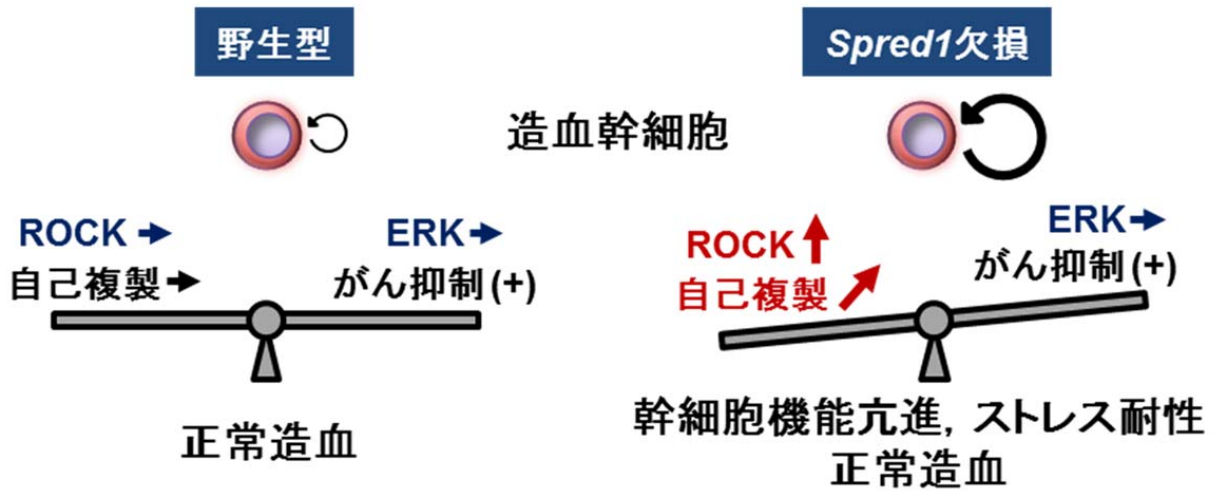 野生型
Spred1欠損
造血幹細胞
ROCK ➔
自己複製 ➔
ERK ➔
がん抑制 (+)
ROCK ⬆
自己複製 ⬈
ERK ➔
がん抑制 (+)
正常造血
幹細胞機能亢進, ストレス耐性
正常造血